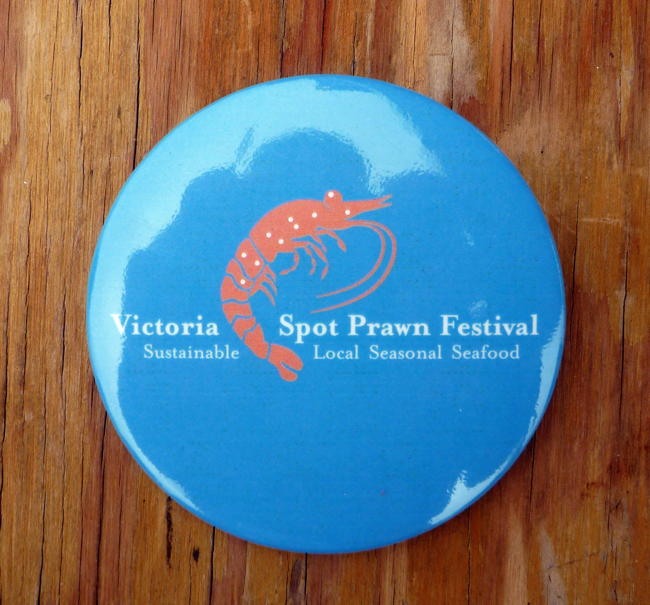 Victoria Spot Prawn Festival
Sustainable Local Seasonal Seafood